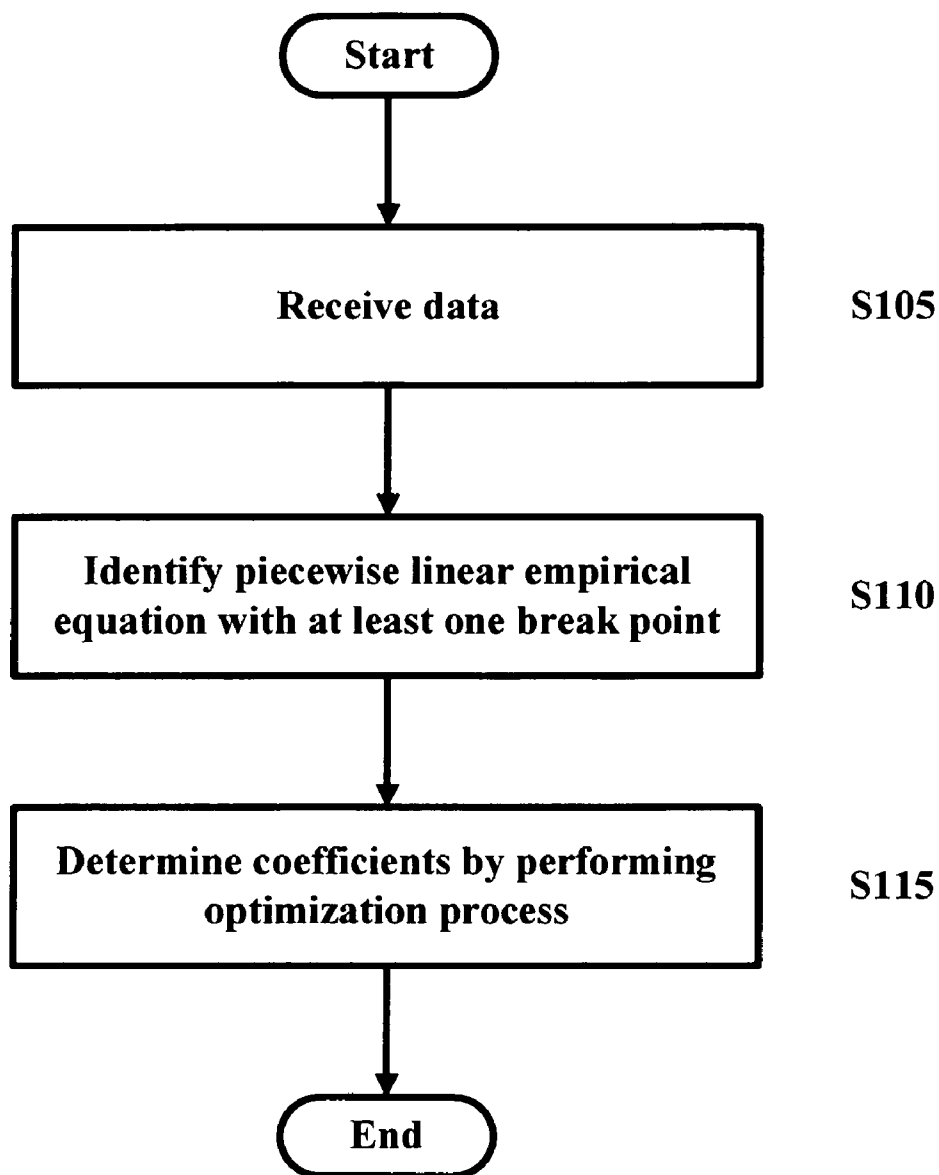 Start
Receive data
S105
Identify piecewise linear empirical
equation with at least one break point
S110
Determine coefficients by performing
optimization process
S115
End